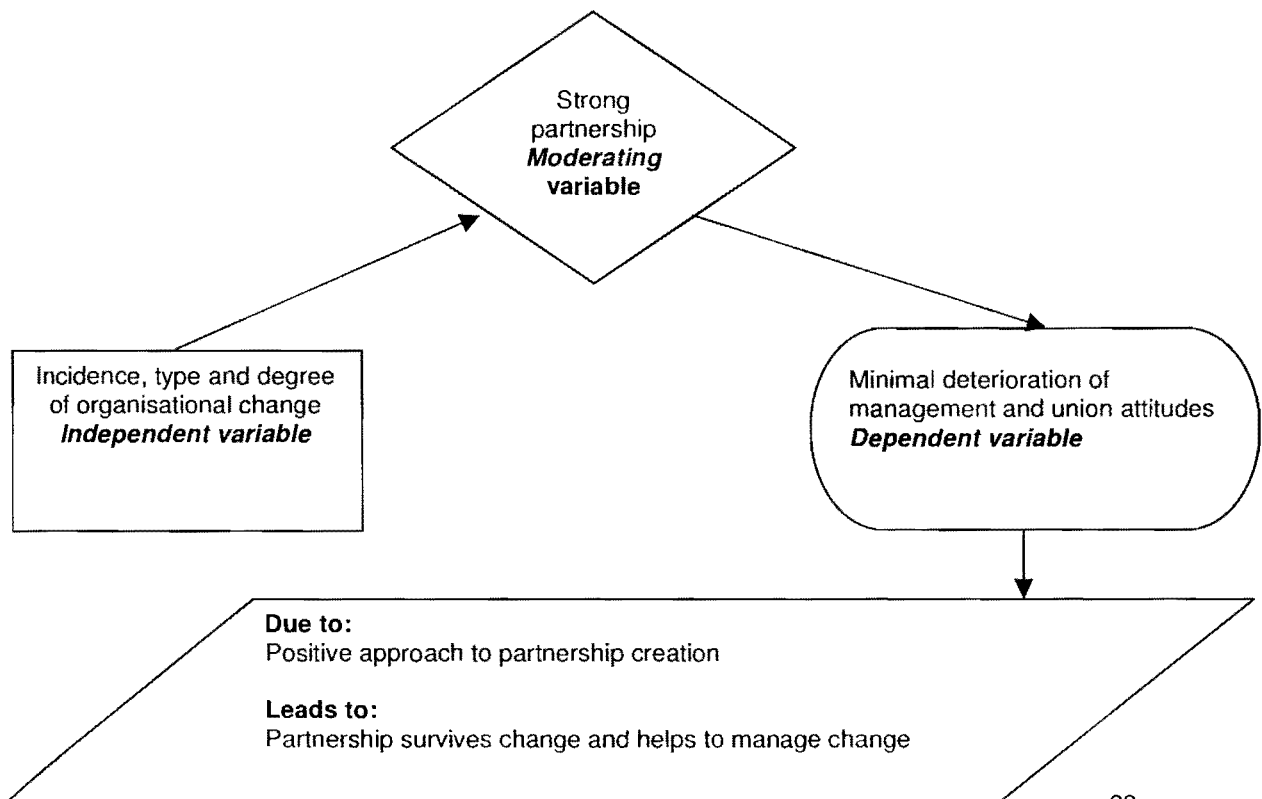 Strong
partnership
Moderating
variable
Incidence, type and degree
of organisational change
Independent variable
Minimal deterioration of
management and union attitudes
Dependent variable
Due to:
Positive approach to partnership creation
Leads to:
Partnership survives change and helps to manage change